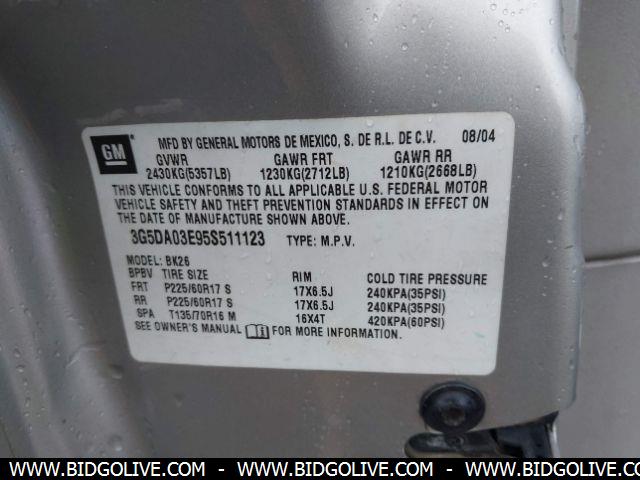 GM
MFD BY GENERAL MOTORS DE MEXICO, S. DE R.L. DE C.V. 08/04
GVWR GAWR FRT GAWR RR
2430KG(5357LB) 1230KG(2712LB) 1210KG(2668LB)
THIS VEHICLE CONFORMS TO ALL APPLICABLE U.S. FEDERAL MOTOR
VEHICLE SAFETY AND THEFT PREVENTION STANDARDS IN EFFECT ON
THE DATE OF MANUFACTURE SHOWN ABOVE.
3G5DA03E95S511123 TYPE: M.P.V.
MODEL: BK26
BPBV TIRE SIZE RIM COLD TIRE PRESSURE
FRT P225/60R17 S 17X6.5J 240KPA(35PSI)
RR P225/60R17 S 17X6.5J 240KPA(35PSI)
SPA T135/70R16 M 16X4T 420KPA(60PSI)
SEE OWNER'S MANUAL FOR MORE INFORMATION.
WWW.BIDGOLIVE.COM - WWW.BIDGOLIVE.COM - WWW.BIDGOLIVE.COM